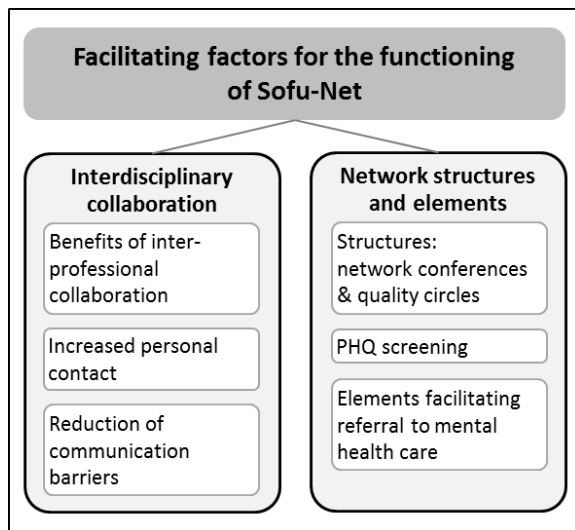 Facilitating factors for the functioning
of Sofu-Net
Interdisciplinary
collaboration
Benefits of inter-
professional
collaboration
Increased personal
contact
Reduction of
communication
barriers
Network structures
and elements
Structures:
network conferences
& quality circles
PHQ screening
Elements facilitating
referral to mental
health care